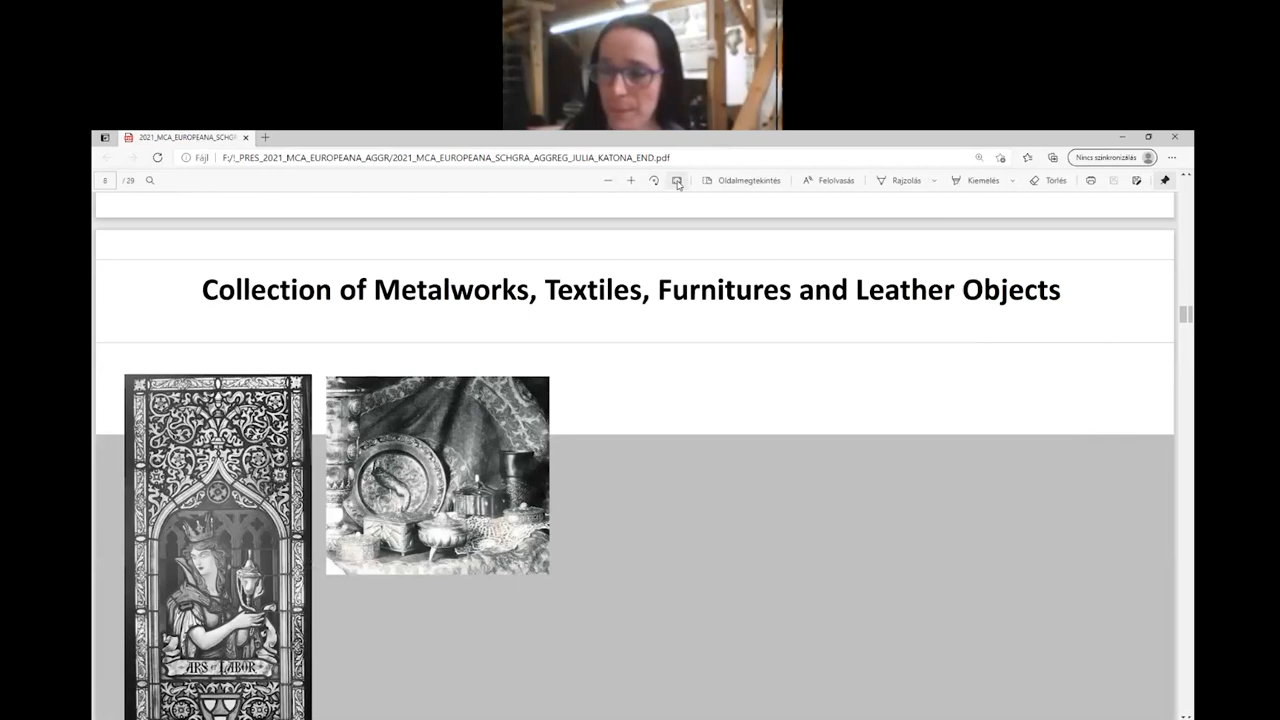 2021_MCA_EUROPEANA_SCHGR
Fájl F:/!_PRES_2021_MCA_EUROPEANA_AGGR/2021_MCA_EUROPEANA_SCHGRA_AGGREG_JULIA_KATONA_END.pdf Nincs szinkronizálás
8 / 29 Oldalmegtekintés Felolvasás Rajzolás Kiemelés Törlés
Collection of Metalworks, Textiles, Furnitures and Leather Objects
ARS ET LABOR